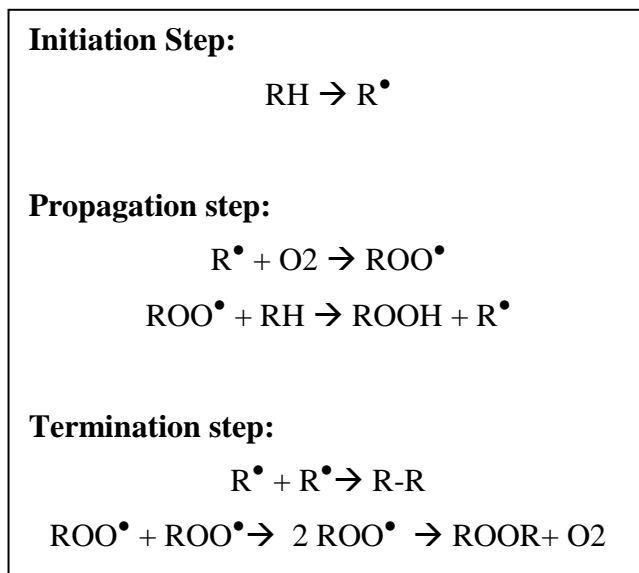 Initiation Step:
RH → R•
Propagation step:
R• + O2 → ROO•
ROO• + RH → ROOH + R•
Termination step:
R• + R•→ R-R
ROO• + ROO•→ 2 ROO• → ROOR+ O2